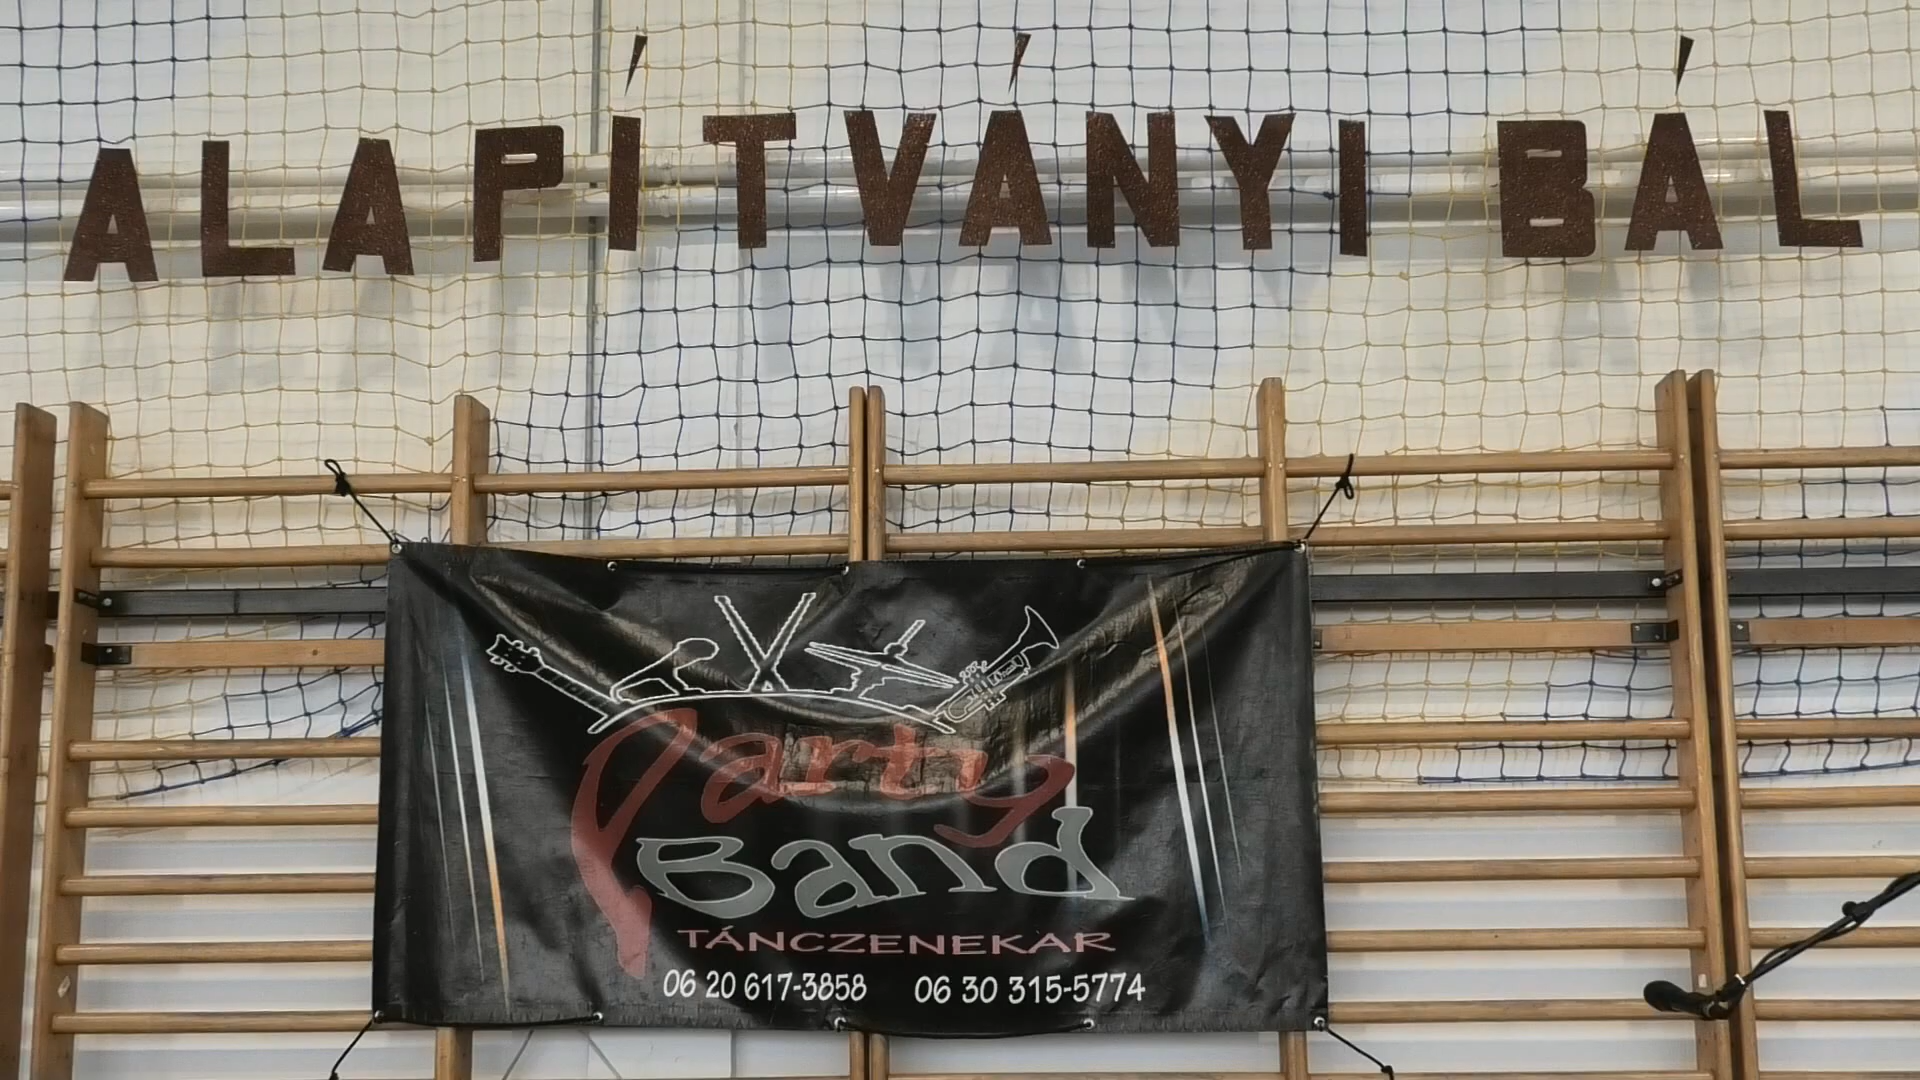 ALAPÍTVÁNYI BÁL
Party
Band
TÁNCZENEKAR
06 20 617-3858 06 30 315-5774